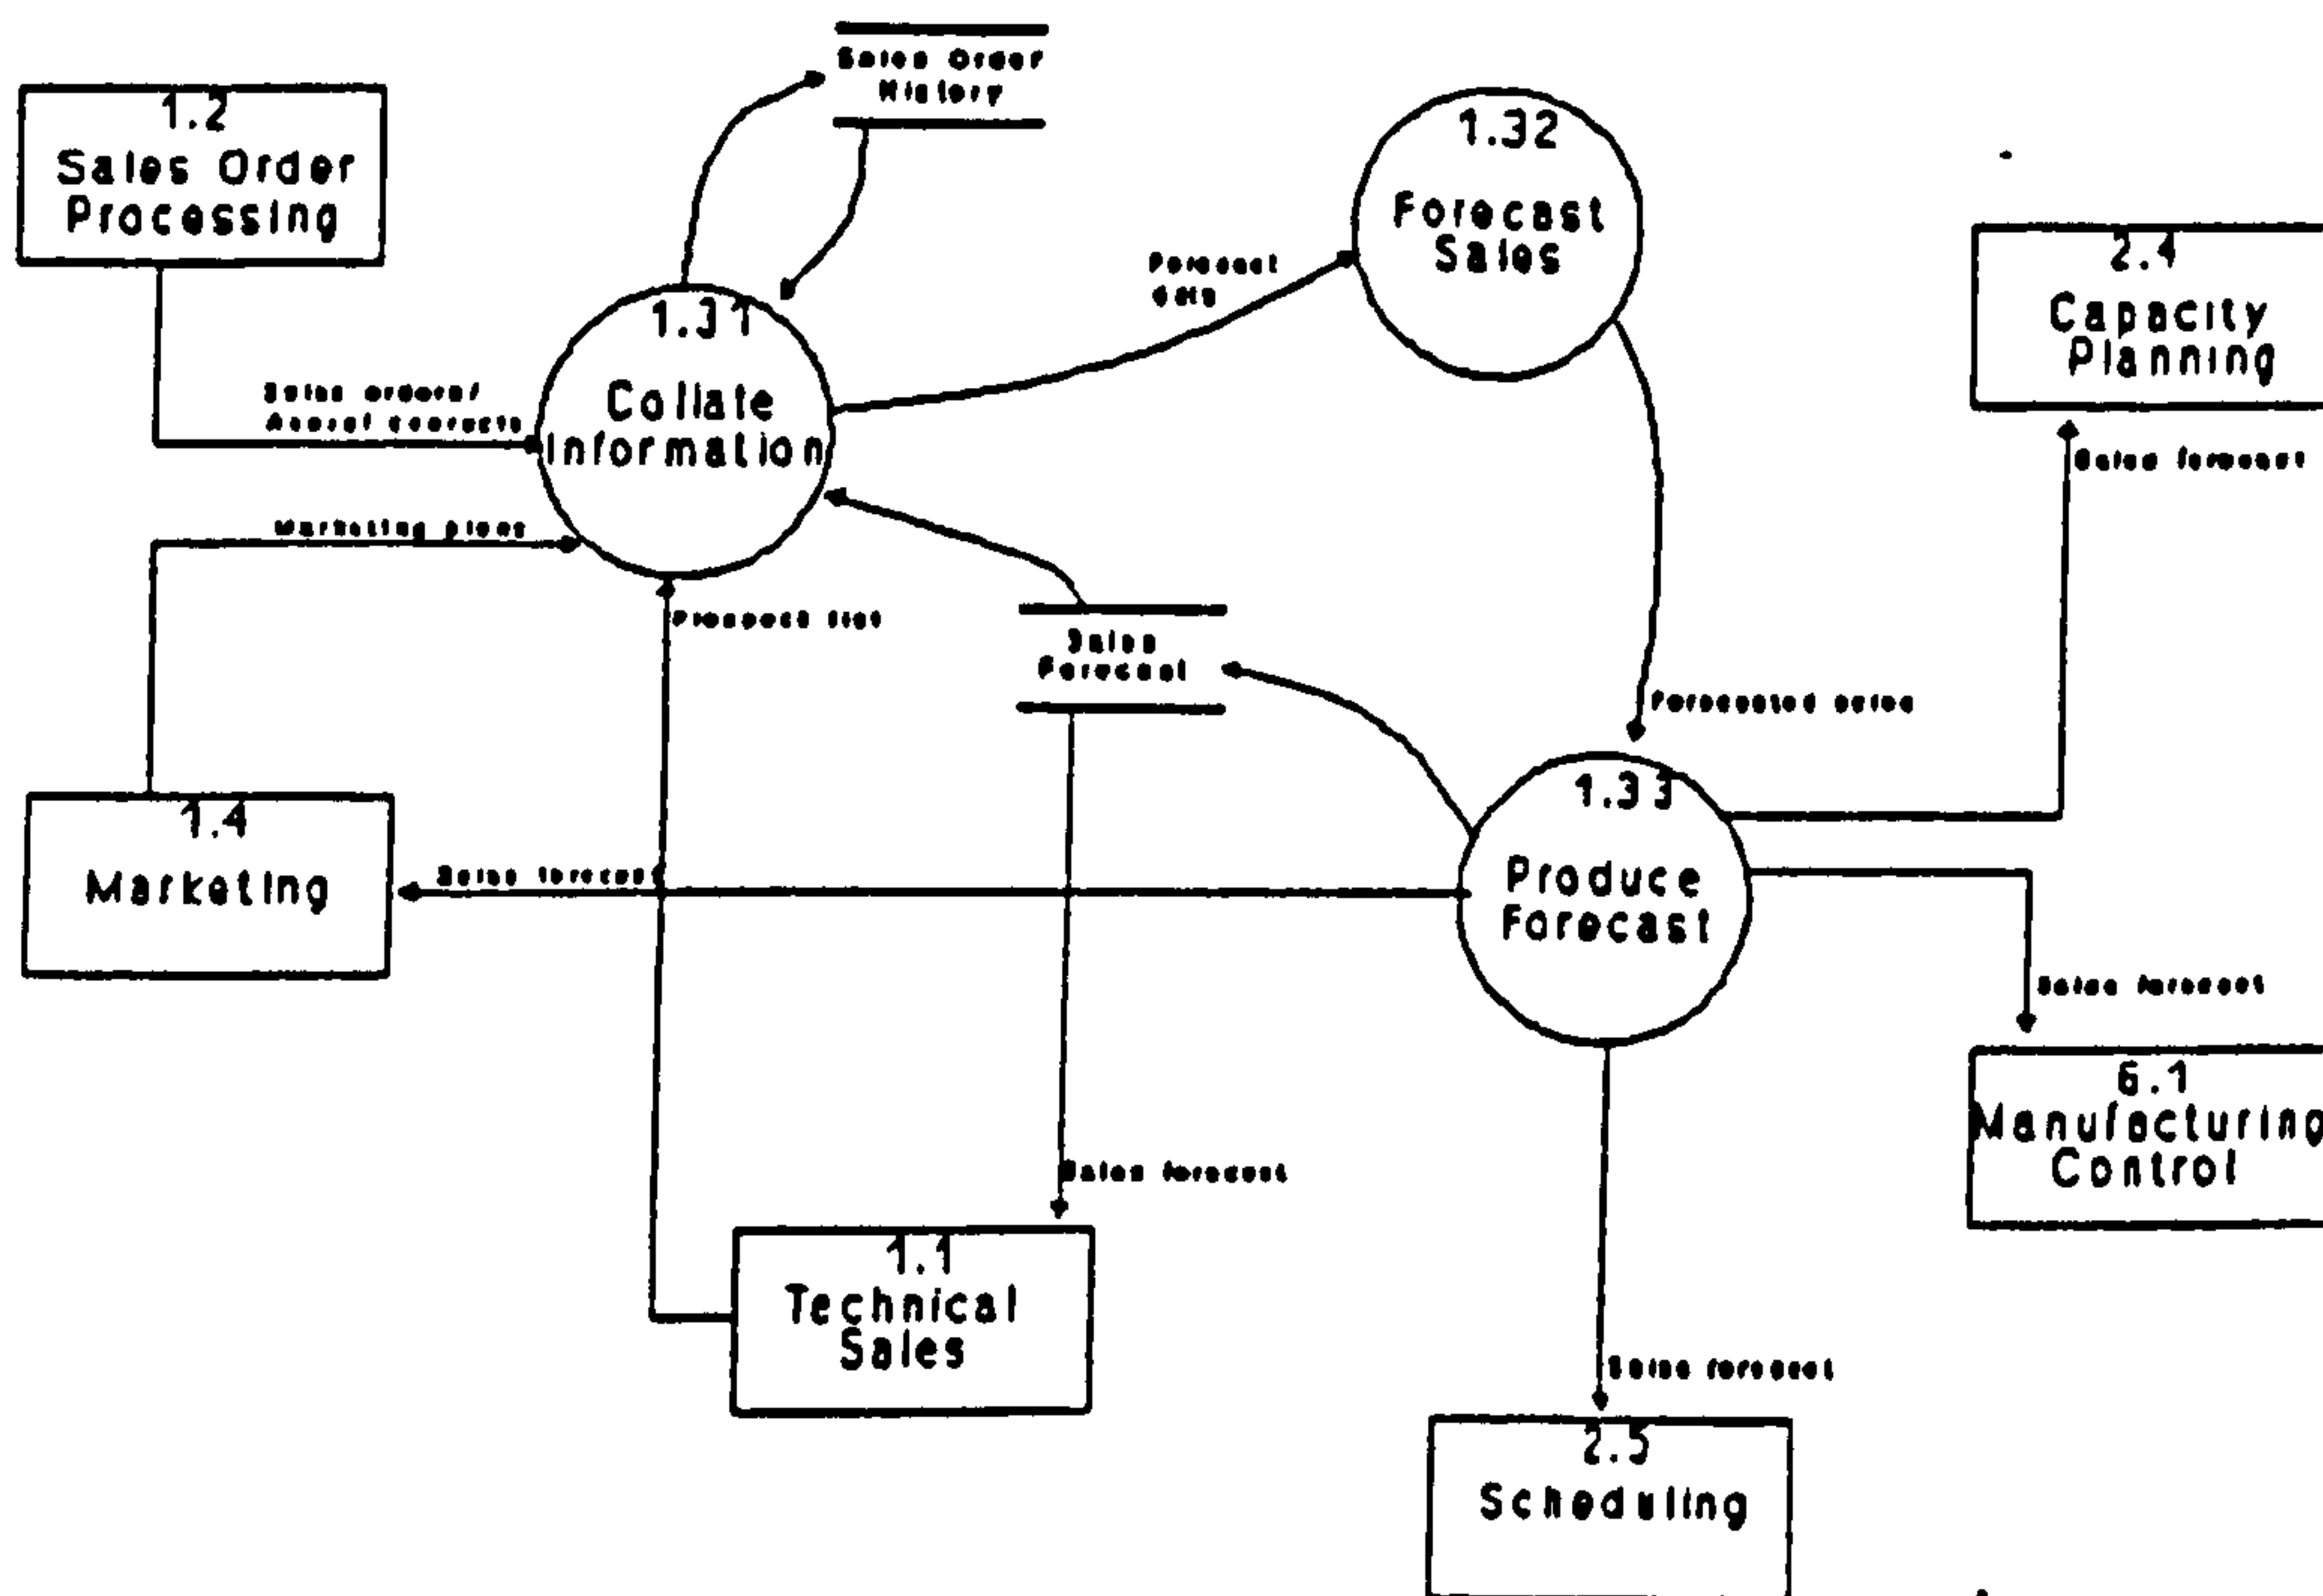 Sales Order
History
1.2
Sales Order
Processing
1.32
Forecast
Sales
2.4
Capacity
Planning
Forecast
data
1.31
Collate
Information
Sales orders/
Sales forecast
Marketing plans
Prospect list
Sales
Forecast
Forecasted sales
1.33
Produce
Forecast
1.4
Marketing
Sales forecast
Sales forecast
6.1
Manufacturing
Control
Sales forecast
1.1
Technical
Sales
Sales forecast
2.5
Scheduling